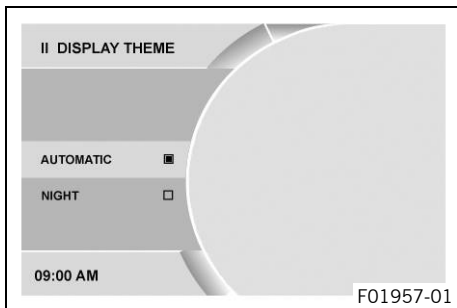 II DISPLAY THEME
AUTOMATIC
NIGHT
09:00 AM
F01957-01